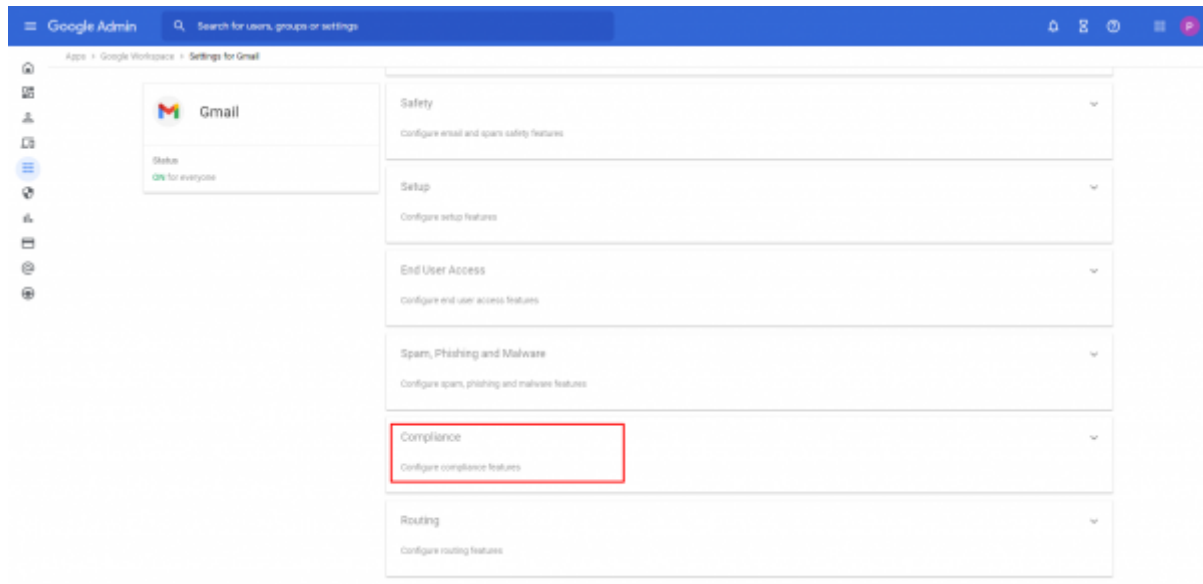 Google Admin
Search for users, groups or settings
P
Apps > Google Workspace > Settings for Gmail
Gmail
Status
ON for everyone
Safety
Configure email and spam safety features
Setup
Configure setup features
End User Access
Configure end user access features
Spam, Phishing and Malware
Configure spam, phishing and malware features
Compliance
Configure compliance features
Routing
Configure routing features